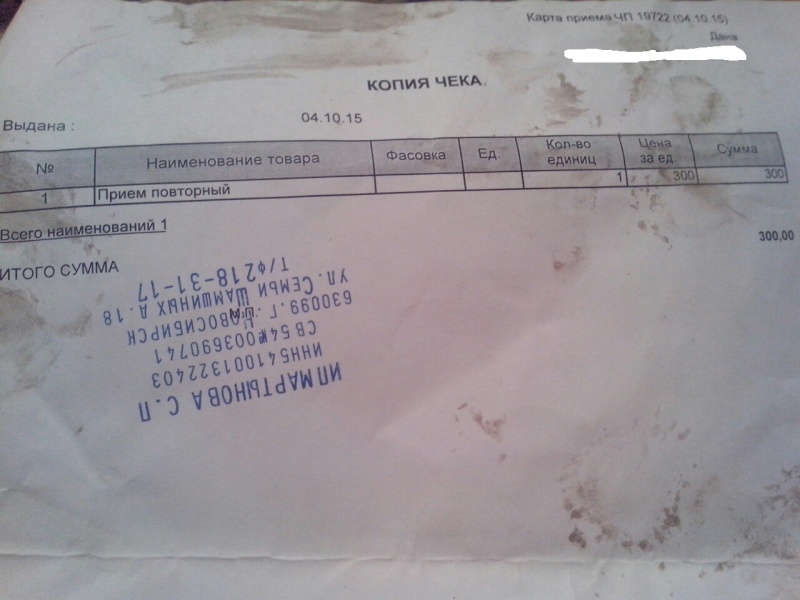 Карта приема ЧП 19722 (04.10.15)
Дана
КОПИЯ ЧЕКА.
Выдана : 04.10.15
№ Наименование товара Фасовка Ед. Кол-во единиц Цена за ед Сумма
1 Прием повторный 1 300 300
Всего наименований 1
300,00
ИТОГО СУММА
М.П.
ИП МАРТЫНОВА С.П
ИНН541001322403
СВ54№003690741
630099.Г.НОВОСИБИРСК
УЛ.СЕМЬИ ШАМШИНЫХ Д.18
Т/Ф218-31-17